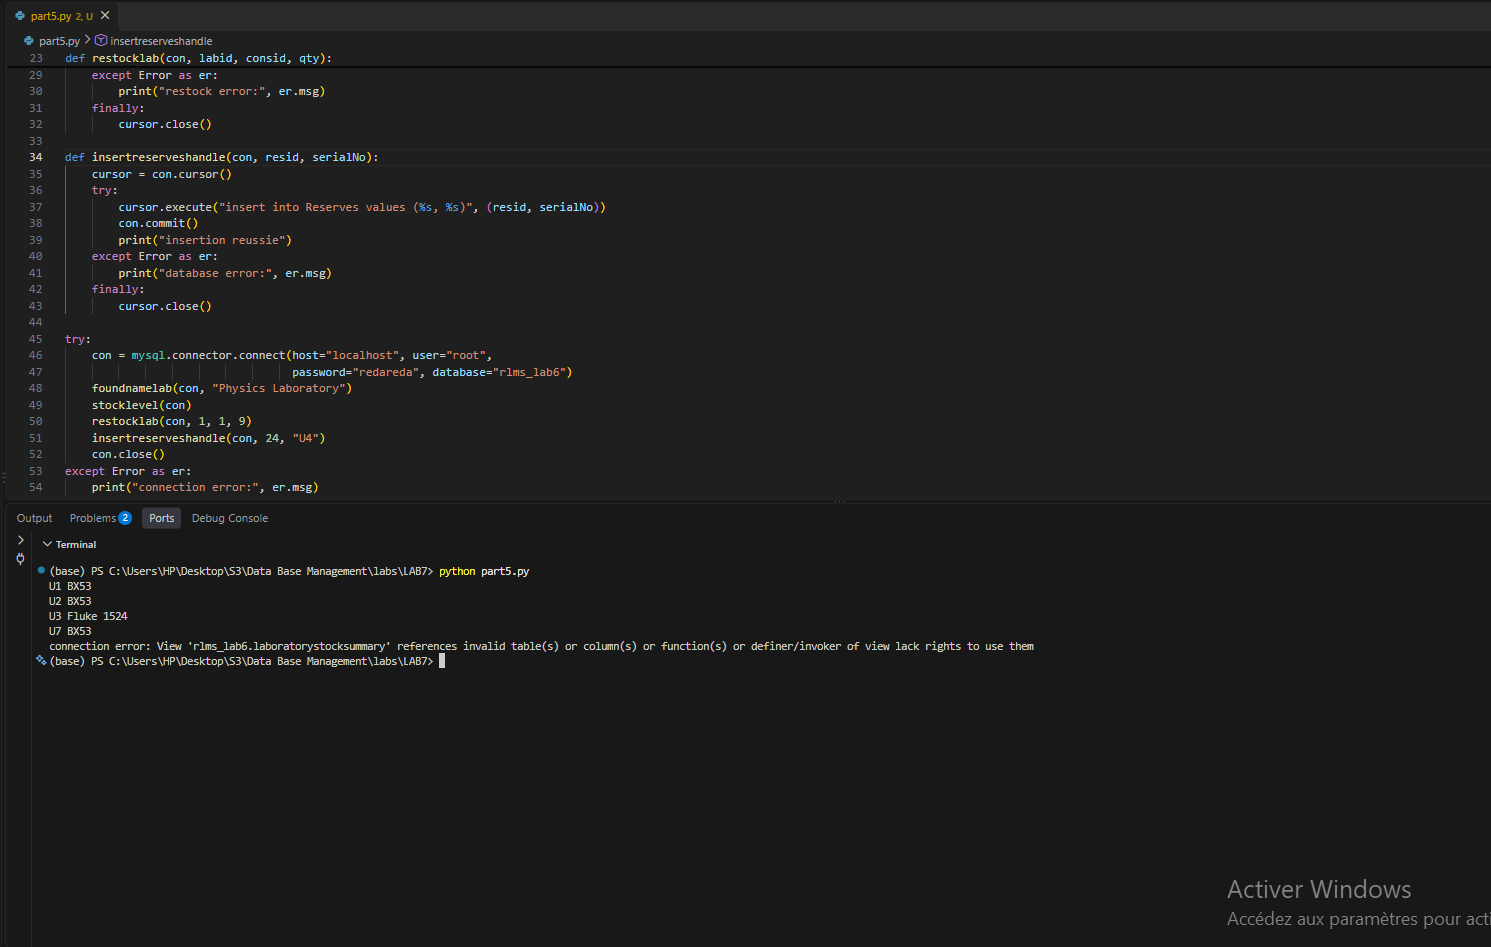 part5.py 2, U
part5.py > insertreserveshandle
23 def restocklab(con, labid, consid, qty):
29 except Error as er:
30 print("restock error:", er.msg)
31 finally:
32 cursor.close()
33
34 def insertreserveshandle(con, resid, serialNo):
35 cursor = con.cursor()
36 try:
37 cursor.execute("insert into Reserves values (%s, %s)", (resid, serialNo))
38 con.commit()
39 print("insertion reussie")
40 except Error as er:
41 print("database error:", er.msg)
42 finally:
43 cursor.close()
44
45 try:
46 con = mysql.connector.connect(host="localhost", user="root",
47 password="redareda", database="rlms_lab6")
48 foundnamelab(con, "Physics Laboratory")
49 stocklevel(con)
50 restocklab(con, 1, 1, 9)
51 insertreserveshandle(con, 24, "U4")
52 con.close()
53 except Error as er:
54 print("connection error:", er.msg)
Output Problems 2 Ports Debug Console
Terminal
(base) PS C:\Users\HP\Desktop\S3\Data Base Management\labs\LAB7> python part5.py
U1 BX53
U2 BX53
U3 Fluke 1524
U7 BX53
connection error: View 'rlms_lab6.laboratorystocksummary' references invalid table(s) or column(s) or function(s) or definer/invoker of view lack rights to use them
(base) PS C:\Users\HP\Desktop\S3\Data Base Management\labs\LAB7>
Activer Windows
Accédez aux paramètres pour acti